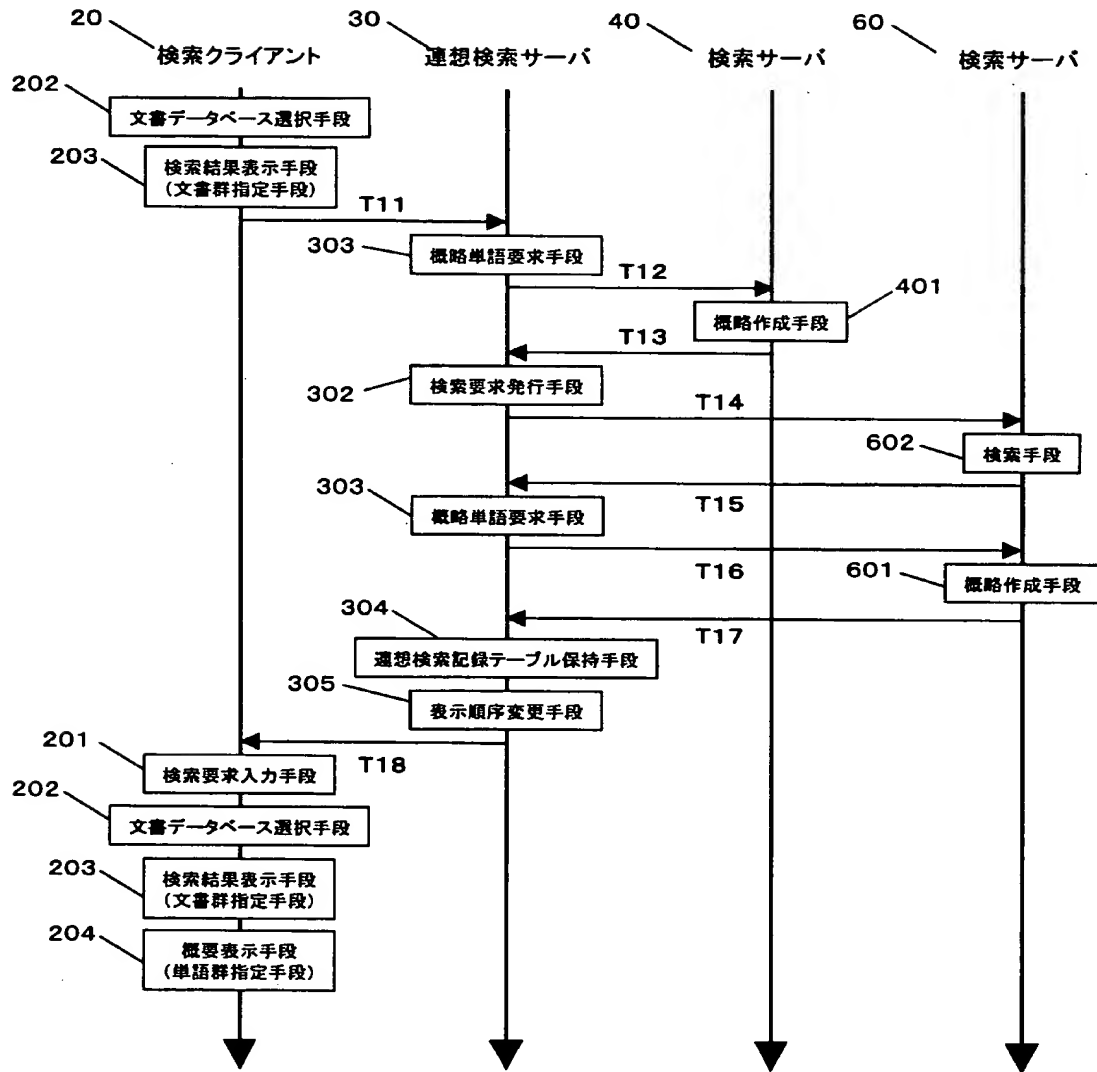 20
30
40
60
検索クライアント
連想検索サーバ
検索サーバ
検索サーバ
202
文書データベース選択手段
203
検索結果表示手段
(文書群指定手段)
T11
303
概略単語要求手段
T12
401
概略作成手段
T13
302
検索要求発行手段
T14
602
検索手段
T15
303
概略単語要求手段
T16
601
概略作成手段
T17
304
連想検索記録テーブル保持手段
305
表示順序変更手段
T18
201
検索要求入力手段
202
文書データベース選択手段
203
検索結果表示手段
(文書群指定手段)
204
概要表示手段
(単語群指定手段)